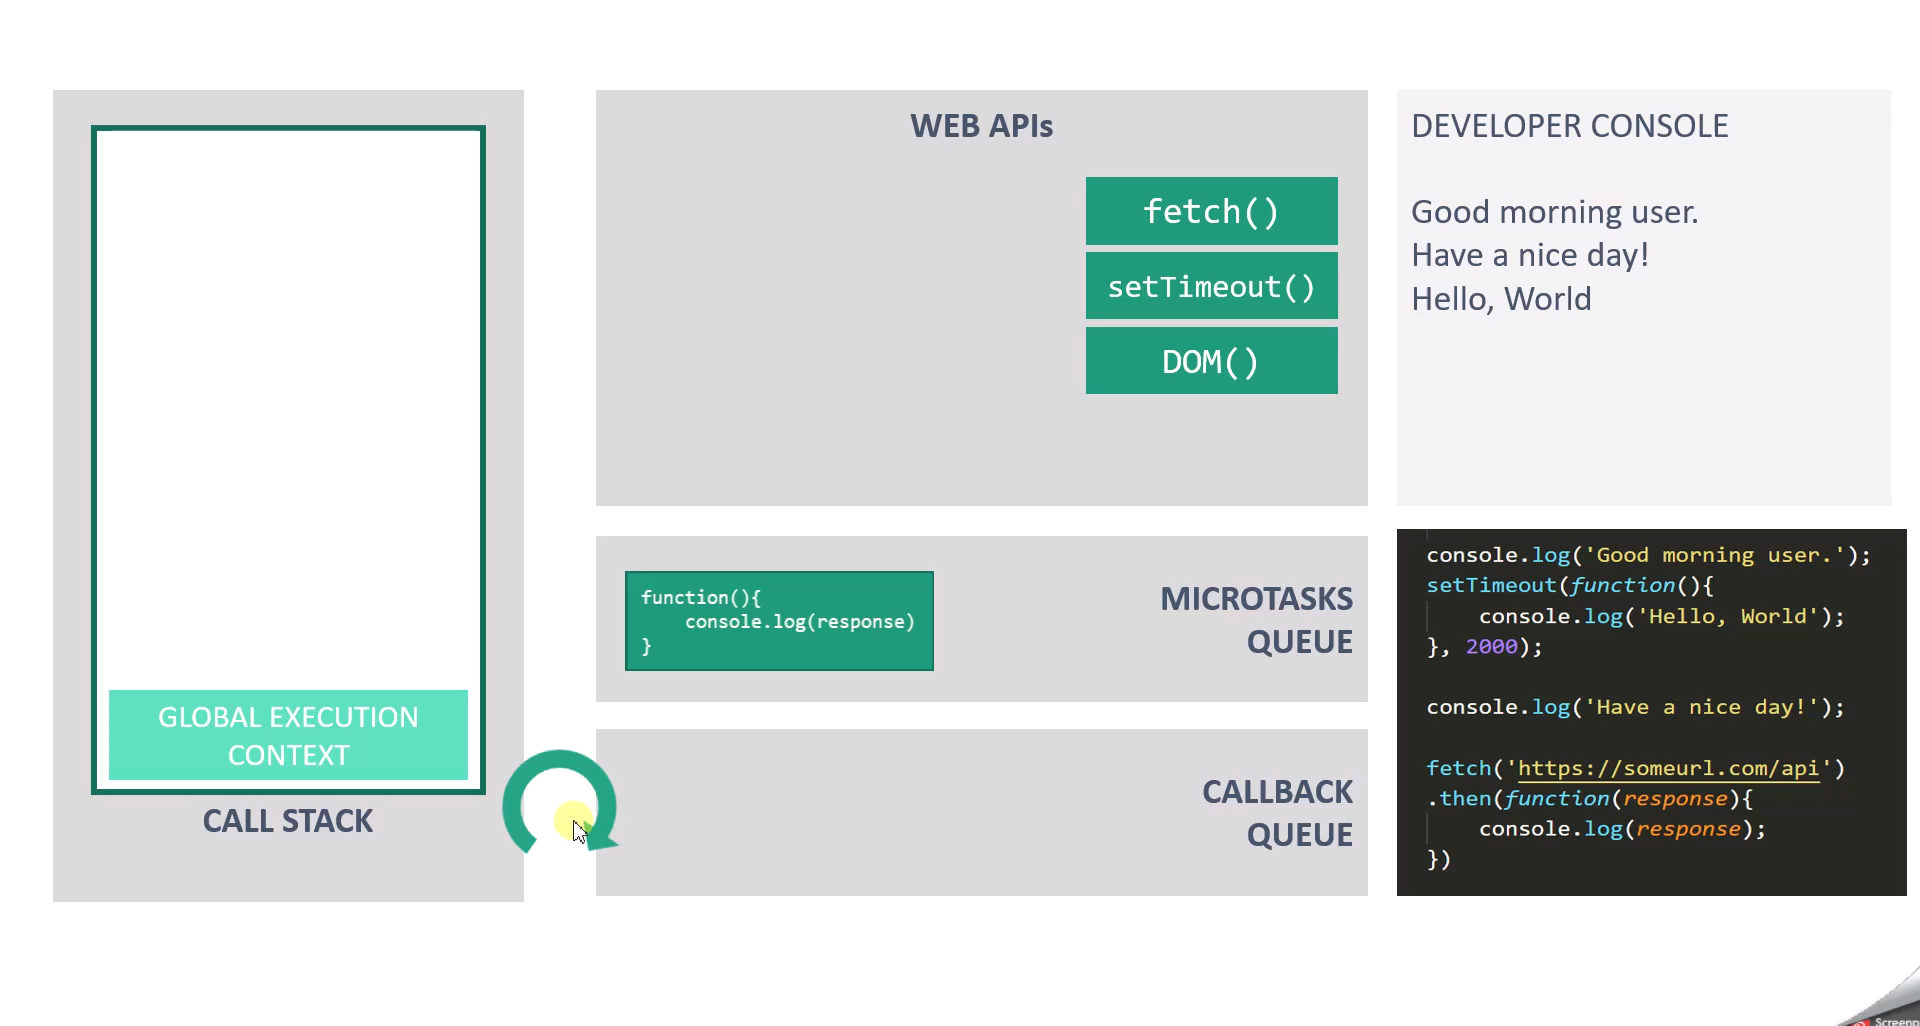 WEB APIs
fetch()
setTimeout()
DOM()
DEVELOPER CONSOLE
Good morning user.
Have a nice day!
Hello, World
GLOBAL EXECUTION
CONTEXT
CALL STACK
function(){
console.log(response)
}
MICROTASKS
QUEUE
CALLBACK
QUEUE
console.log('Good morning user.');
setTimeout(function(){
console.log('Hello, World');
}, 2000);
console.log('Have a nice day!');
fetch('https://someurl.com/api')
.then(function(response){
console.log(response);
})